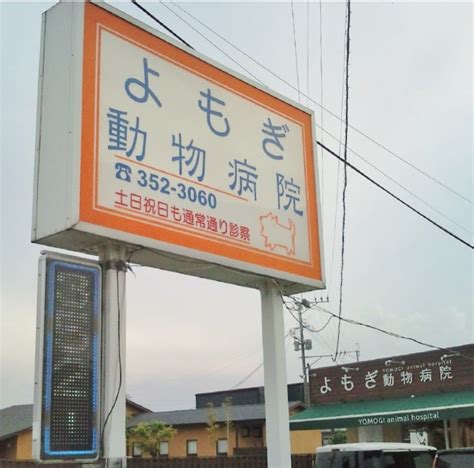 よもぎ
動物病院
☎352-3060
土日祝日も通常通り診察
YOMOGI animal hospital
よもぎ動物病院
YOMOGI animal hospital